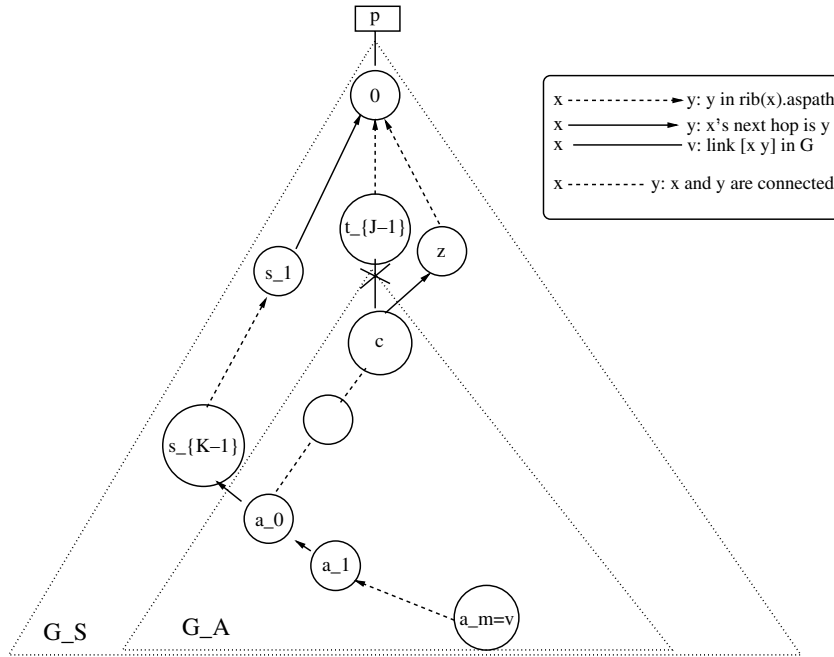 p
0
x y: y in rib(x).aspath
x y: x's next hop is y
x v: link [x y] in G
x y: x and y are connected
t_{J–1}
z
s_1
c
s_{K–1}
a_0
a_1
a_m=v
G_S
G_A